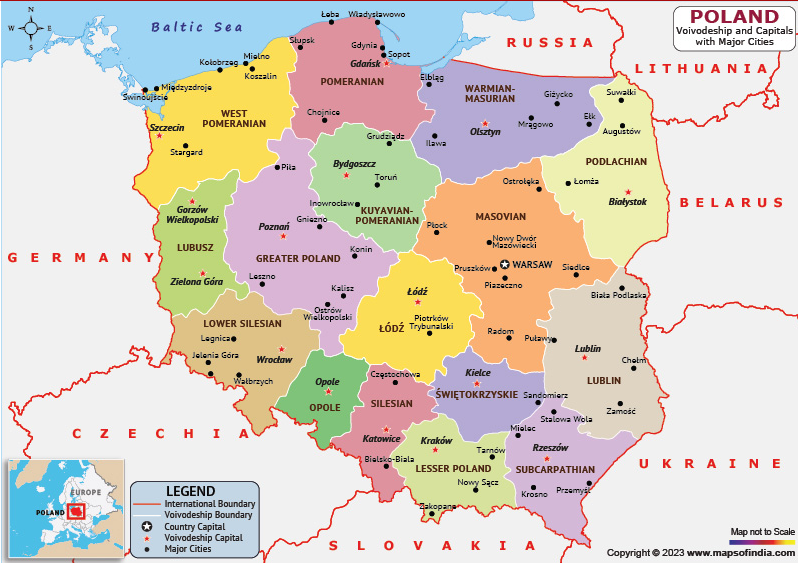 POLAND
Voivodeship and Capitals
with Major Cities
N
W
E
S
Baltic Sea
RUSSIA
LITHUANIA
BELARUS
UKRAINE
SLOVAKIA
CZECHIA
GERMANY
Łeba
Władysławowo
Słupsk
Gdynia
Sopot
Gdańsk
POMERANIAN
Chojnice
Mielno
Kołobrzeg
Koszalin
Międzyzdroje
Świnoujście
WEST
POMERANIAN
Szczecin
Stargard
Elbląg
WARMIAN-
MASURIAN
Giżycko
Mrągowo
Ełk
Olsztyn
Iława
Suwałki
Augustów
PODLACHIAN
Łomża
Białystok
Grudziądz
Bydgoszcz
Toruń
Inowrocław
KUYAVIAN-
POMERANIAN
Piła
Poznań
Gniezno
GREATER POLAND
Konin
Leszno
Kalisz
Ostrów
Wielkopolski
Gorzów
Wielkopolski
LUBUSZ
Zielona Góra
Ostrołęka
MASOVIAN
Płock
Nowy Dwór
Mazowiecki
WARSAW
Pruszków
Piazeczno
Siedlce
Radom
Łódź
ŁÓDŹ
Piotrków
Trybunalski
Biała Podlaska
Puławy
Lublin
Chełm
LUBLIN
Zamość
LOWER SILESIAN
Legnica
Jelenia Góra
Wrocław
Wałbrzych
Opole
OPOLE
Częstochowa
SILESIAN
Katowice
Bielsko-Biala
Kielce
ŚWIĘTOKRZYSKIE
Sandomierz
Stalowa Wola
Mielec
Kraków
Tarnów
LESSER POLAND
Nowy Sącz
Zakopane
Rzeszów
SUBCARPATHIAN
Krosno
Przemyśl
EUROPE
POLAND
LEGEND
International Boundary
Voivodeship Boundary
Country Capital
Voivodeship Capital
Major Cities
Map not to Scale
Copyright © 2023 www.mapsofindia.com